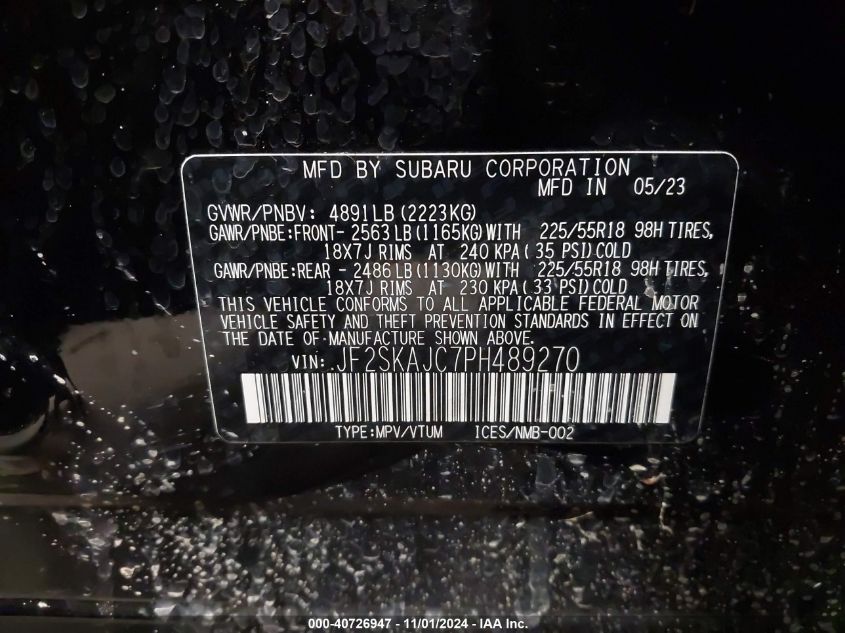 MFD BY SUBARU CORPORATION
MFD IN 05/23
GVWR/PNBV: 4891LB(2223KG)
GAWR/PNBE:FRONT- 2563LB(1165KG)WITH 225/55R18 98H TIRES,
18X7J RIMS AT 240 KPA( 35 PSI)COLD
GAWR/PNBE:REAR - 2486LB(1130KG)WITH 225/55R18 98H TIRES,
18X7J RIMS AT 230 KPA( 33 PSI)COLD
THIS VEHICLE CONFORMS TO ALL APPLICABLE FEDERAL MOTOR
VEHICLE SAFETY AND THEFT PREVENTION STANDARDS IN EFFECT ON
THE DATE OF MANUFACTURE SHOWN ABOVE.
VIN: JF2SKAJC7PH489270
TYPE:MPV/VTUM ICES/NMB-002
000-40726947 - 11/01/2024 - IAA, Inc.